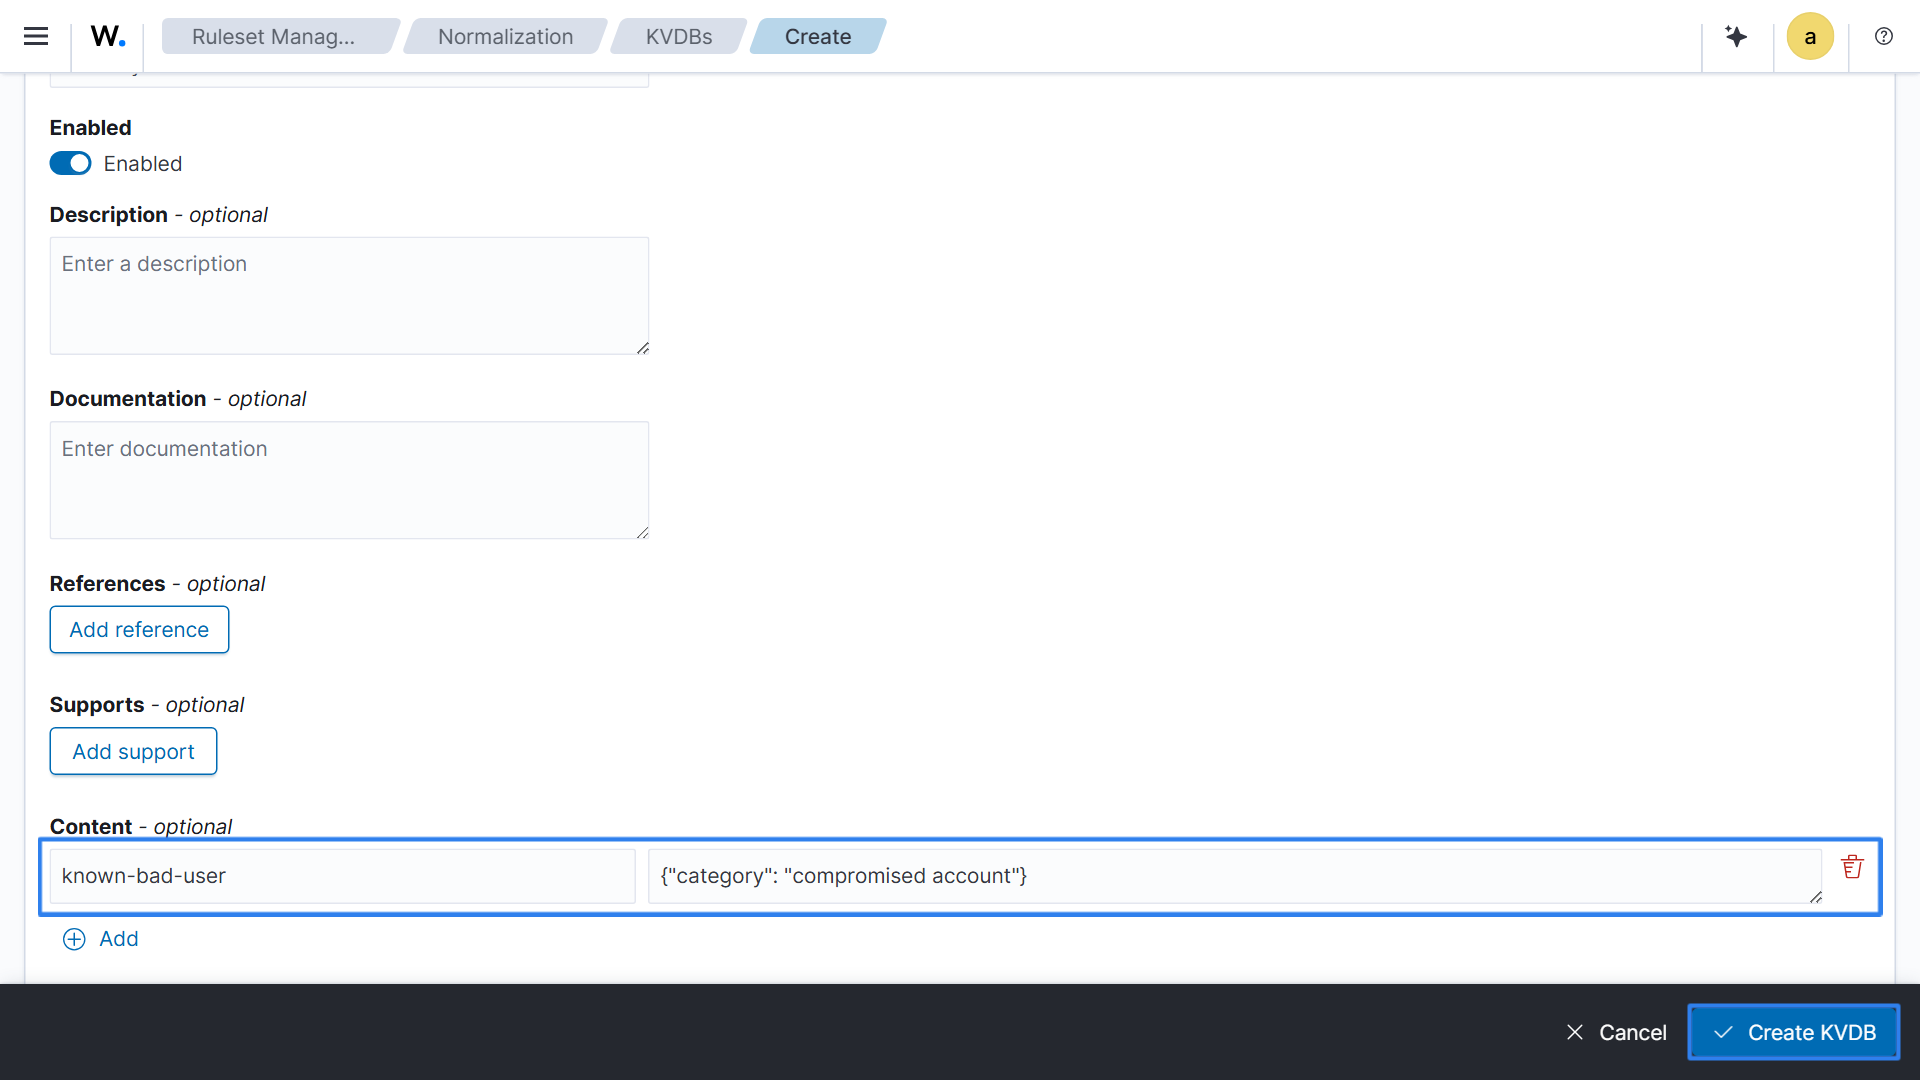 W.
Ruleset Manag...
Normalization
KVDBs
Create
a
Enabled
Enabled
Description - optional
Enter a description
Documentation - optional
Enter documentation
References - optional
Add reference
Supports - optional
Add support
Content - optional
known-bad-user
{"category": "compromised account"}
Add
Cancel
Create KVDB